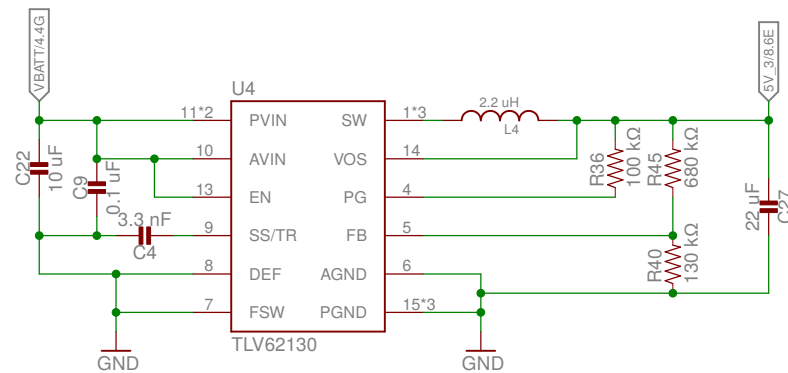 VBATT/4.4G
5V_3/8.6E
U4
11*2 PVIN SW 1*3
2.2 uH
L4
10 AVIN VOS 14
13 EN PG 4
9 SS/TR FB 5
8 DEF AGND 6
7 FSW PGND 15*3
TLV62130
C22
10 uF
C9
0.1 uF
3.3 nF
C4
R36
100 kΩ
R45
680 kΩ
R40
130 kΩ
22 uF
C27
GND
GND